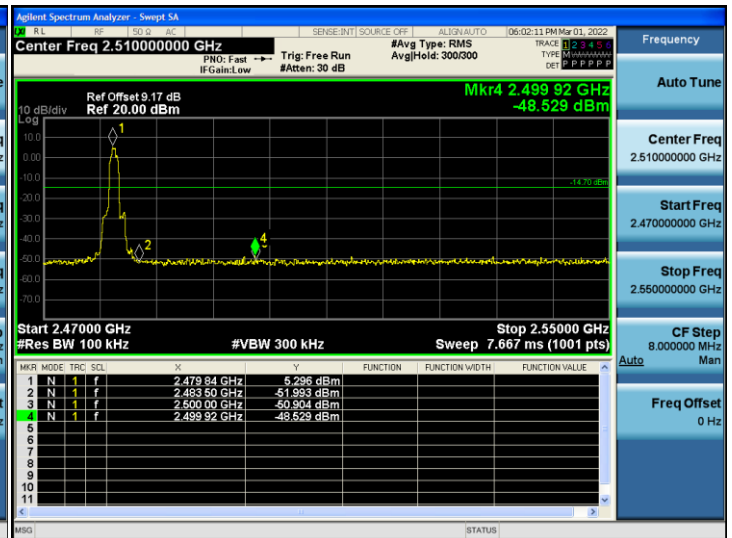 Agilent Spectrum Analyzer - Swept SA
RL RF 50 Ω AC SENSE:INT SOURCE OFF ALIGNAUTO 06:02:11 PM Mar 01, 2022
Center Freq 2.510000000 GHz
PNO: Fast
IFGain:Low
Trig: Free Run
#Atten: 30 dB
#Avg Type: RMS
Avg|Hold: 300/300
TRACE 1 2 3 4 5 6
TYPE M
DET P P P P P P
Ref Offset 9.17 dB
Ref 20.00 dBm
Mkr4 2.499 92 GHz
-48.529 dBm
10 dB/div
Log
10.0
0.00
-10.0
-20.0
-30.0
-40.0
-50.0
-60.0
-70.0
1
2
4
-14.70 dBm
Start 2.47000 GHz
Stop 2.55000 GHz
#Res BW 100 kHz
#VBW 300 kHz
Sweep 7.667 ms (1001 pts)
MKR MODE TRC SCL X Y FUNCTION FUNCTION WIDTH FUNCTION VALUE
1 N 1 f 2.479 84 GHz 5.296 dBm
2 N 1 f 2.483 50 GHz -51.993 dBm
3 N 1 f 2.500 00 GHz -50.904 dBm
4 N 1 f 2.499 92 GHz -48.529 dBm
5
6
7
8
9
10
11
MSG
STATUS
Frequency
Auto Tune
Center Freq
2.510000000 GHz
Start Freq
2.470000000 GHz
Stop Freq
2.550000000 GHz
CF Step
8.000000 MHz
Auto Man
Freq Offset
0 Hz